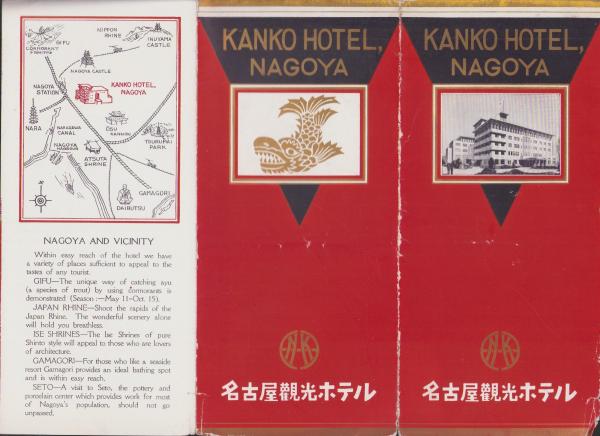 GIFU
CORMORANT
FISHING
NIPPON
RHINE
INUYAMA
CASTLE
NAGOYA CASTLE
NAGOYA
STATION
KANKO HOTEL,
NAGOYA
NARA
NAKAGAWA
CANAL
OSU
KANNON
NAGOYA
HARBOUR
ATSUTA
SHRINE
TSURUMAI
PARK
GAMAGORI
DAIBUTSU
NAGOYA AND VICINITY
Within easy reach of the hotel we have
a variety of places sufficient to appeal to the
tastes of any tourist.
GIFU—The unique way of catching ayu
(a species of trout) by using cormorants is
demonstrated (Season :—May 11–Oct. 15).
JAPAN RHINE—Shoot the rapids of the
Japan Rhine. The wonderful scenery alone
will hold you breathless.
ISE SHRINES—The Ise Shrines of pure
Shinto style will appeal to those who are lovers
of architecture.
GAMAGORI—For those who like a seaside
resort Gamagori provides an ideal bathing spot
and is within easy reach.
SETO—A visit to Seto, the pottery and
porcelain center which provides work for most
of Nagoya's population, should not go
unpassed.
KANKO HOTEL,
NAGOYA
名古屋觀光ホテル
KANKO HOTEL,
NAGOYA
名古屋觀光ホテル